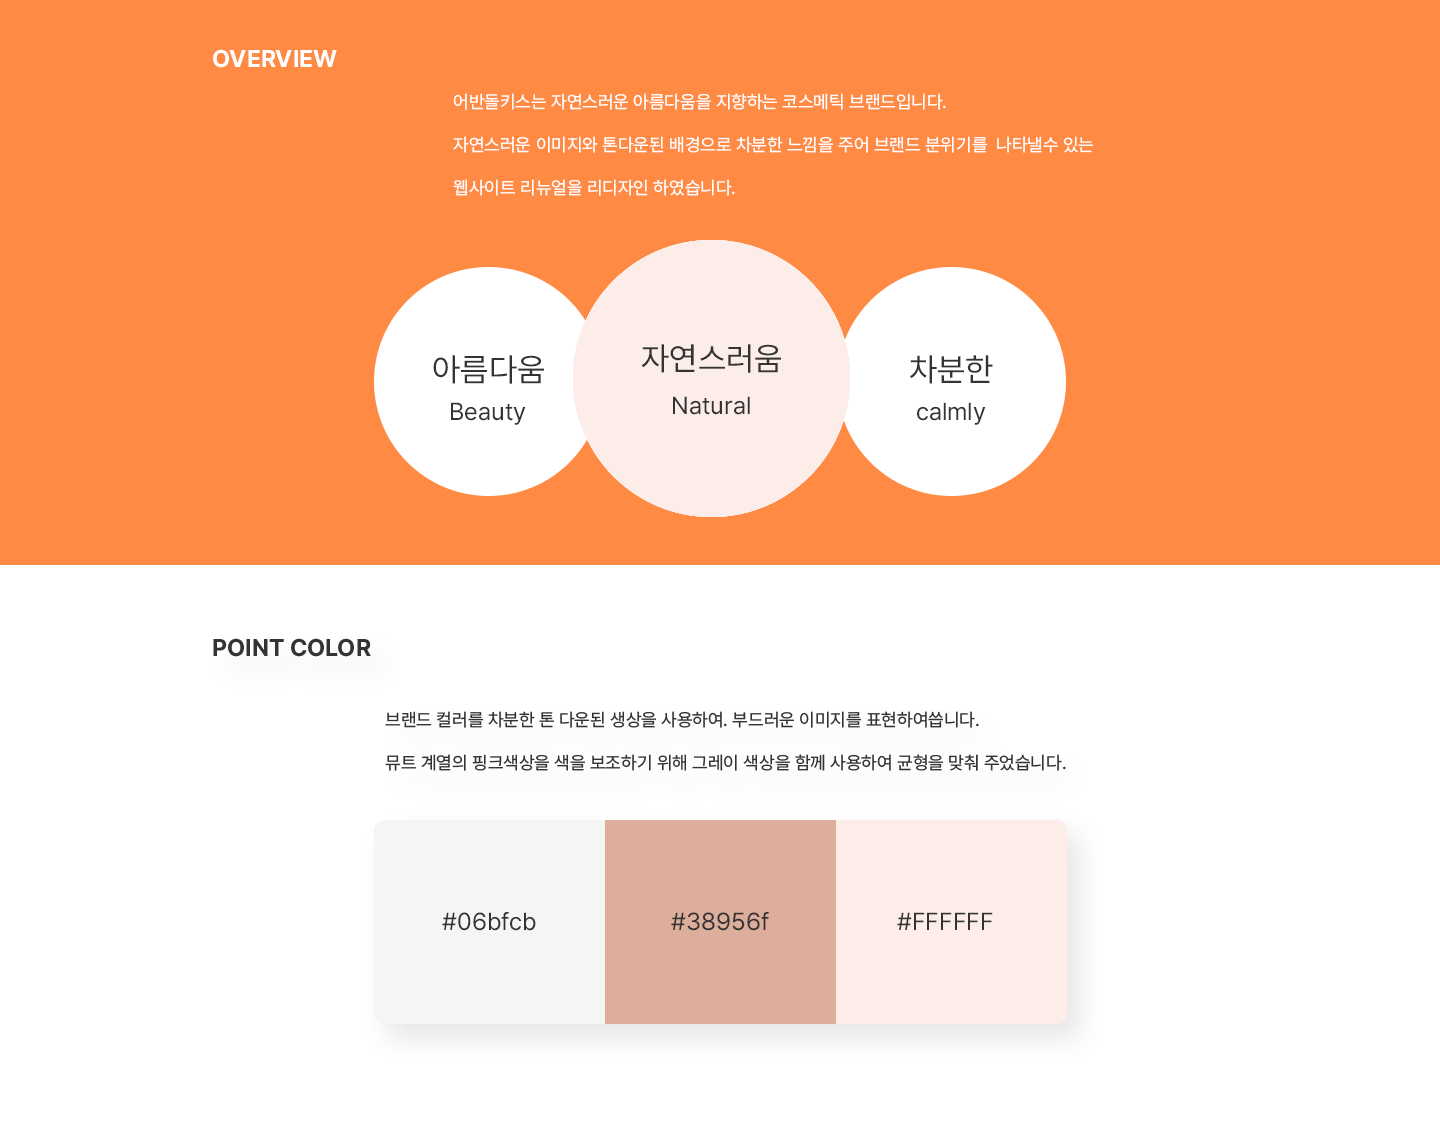 OVERVIEW
어반돌키스는 자연스러운 아름다움을 지향하는 코스메틱 브랜드입니다.
자연스러운 이미지와 톤다운된 배경으로 차분한 느낌을 주어 브랜드 분위기를 나타낼수 있는
웹사이트 리뉴얼을 리디자인 하였습니다.
아름다움
Beauty
자연스러움
Natural
차분한
calmly
POINT COLOR
브랜드 컬러를 차분한 톤 다운된 생상을 사용하여. 부드러운 이미지를 표현하여씁니다.
뮤트 계열의 핑크색상을 색을 보조하기 위해 그레이 색상을 함께 사용하여 균형을 맞춰 주었습니다.
#06bfcb
#38956f
#FFFFFF